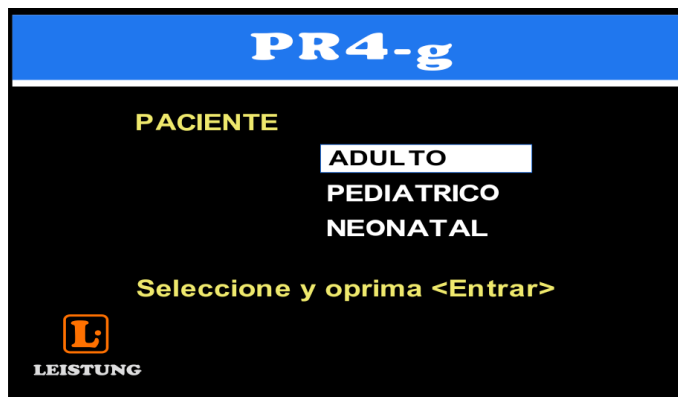 PR4-g
PACIENTE
ADULTO
PEDIATRICO
NEONATAL
Seleccione y oprima <Entrar>
L:
LEISTUNG